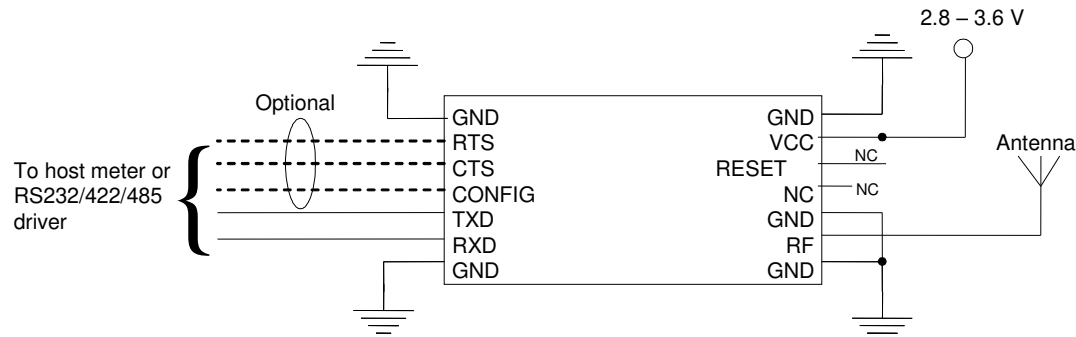 2.8 – 3.6 V
Optional
Antenna
To host meter or
RS232/422/485
driver
GND
RTS
CTS
CONFIG
TXD
RXD
GND
GND
VCC
RESET
NC
GND
RF
GND
NC
NC